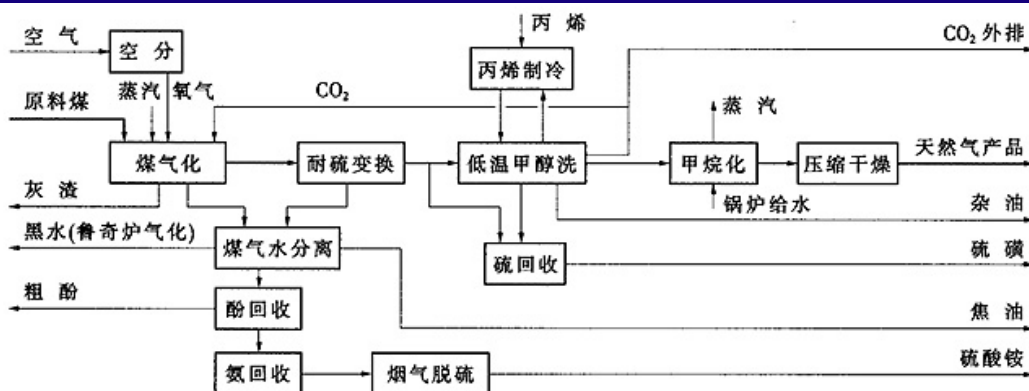 空气
空分
丙烯
CO₂外排
丙烯制冷
蒸汽 氧气
CO₂
原料煤
蒸汽
煤气化
耐硫变换
低温甲醇洗
甲烷化
压缩干燥
天然气产品
灰渣
锅炉给水
杂油
黑水(鲁奇炉气化)
煤气水分离
硫回收
硫磺
粗酚
酚回收
焦油
氨回收
烟气脱硫
硫酸铵